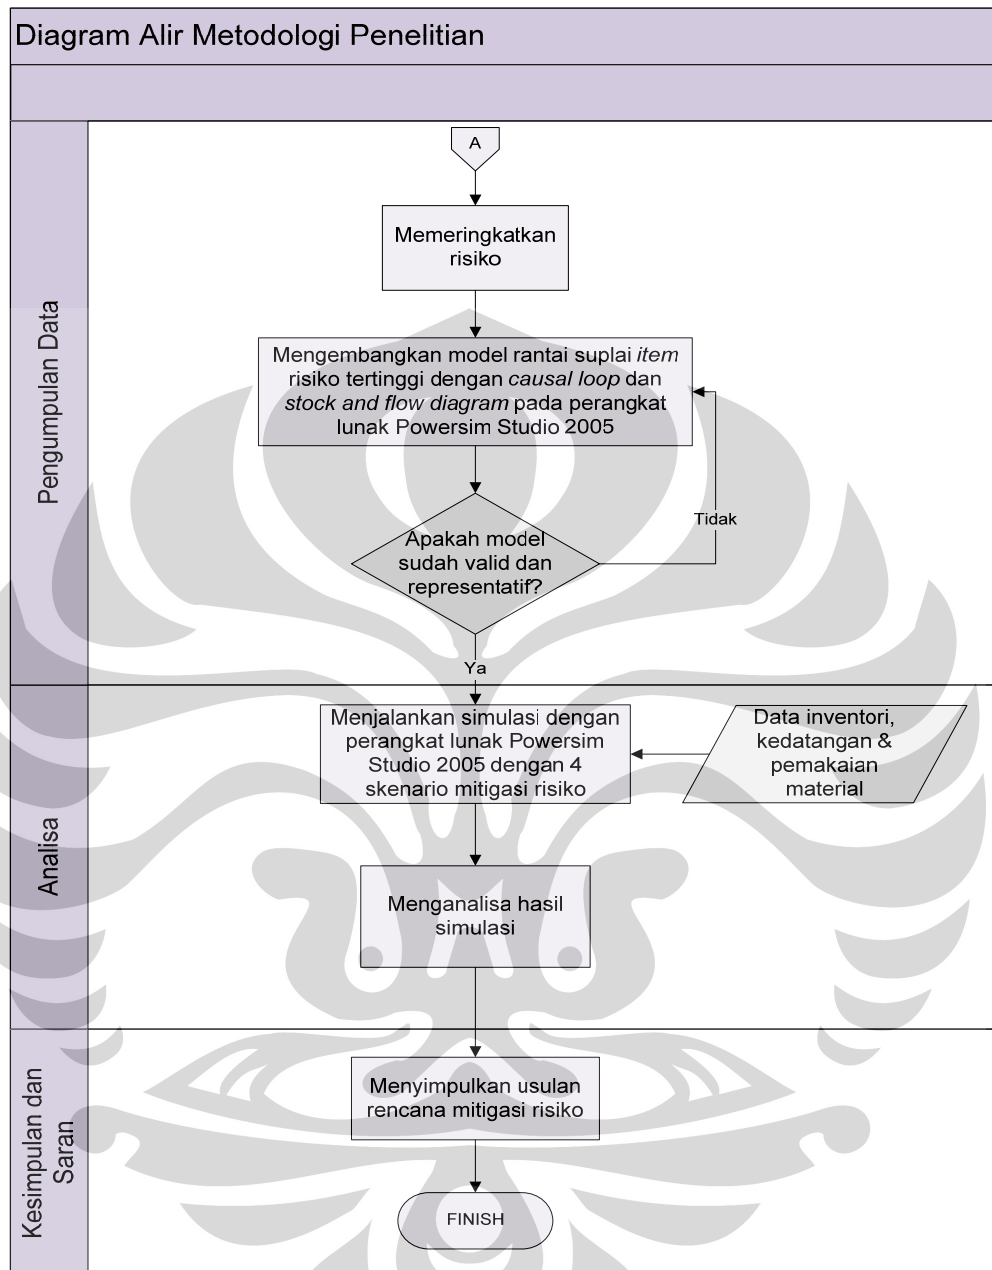 Diagram Alir Metodologi Penelitian
Pengumpulan Data
A
Memeringkatkan
risiko
Mengembangkan model rantai suplai item
risiko tertinggi dengan causal loop dan
stock and flow diagram pada perangkat
lunak Powersim Studio 2005
Apakah model
sudah valid dan
representatif?
Tidak
Ya
Analisa
Menjalankan simulasi dengan
perangkat lunak Powersim
Studio 2005 dengan 4
skenario mitigasi risiko
Data inventori,
kedatangan &
pemakaian
material
Menganalisa hasil
simulasi
Kesimpulan dan
Saran
Menyimpulkan usulan
rencana mitigasi risiko
FINISH